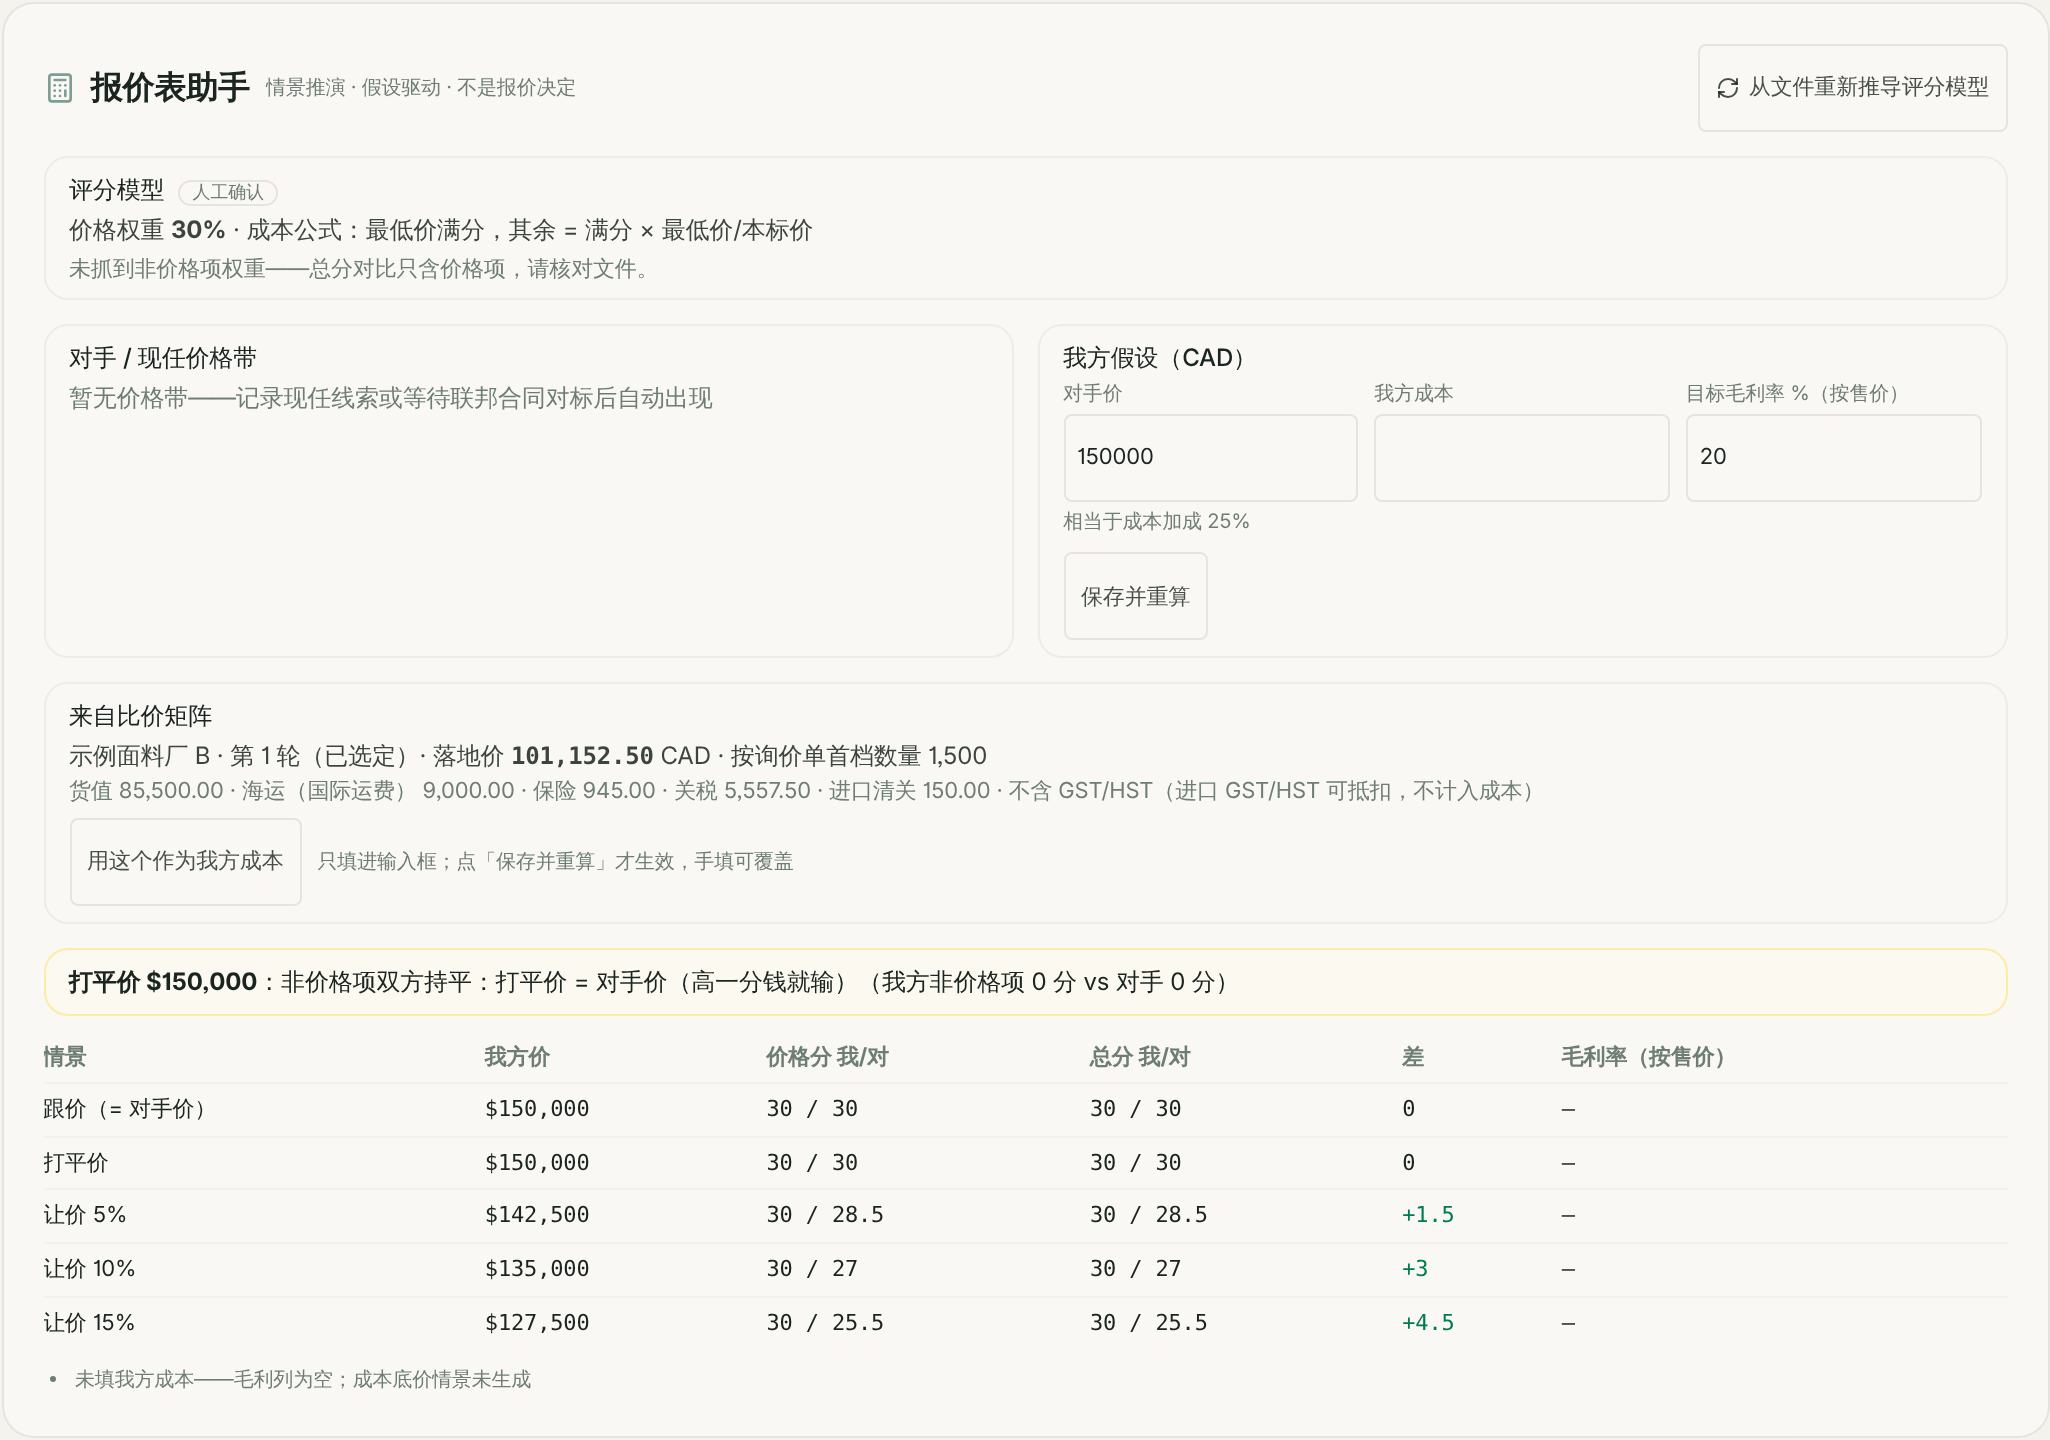 报价表助手 情景推演 · 假设驱动 · 不是报价决定 从文件重新推导评分模型
评分模型 人工确认
价格权重 30% · 成本公式：最低价满分，其余 = 满分 × 最低价/本标价
未抓到非价格项权重——总分对比只含价格项，请核对文件。
对手 / 现任价格带
暂无价格带——记录现任线索或等待联邦合同对标后自动出现
我方假设（CAD）
对手价 我方成本 目标毛利率 %（按售价）
150000 20
相当于成本加成 25%
保存并重算
来自比价矩阵
示例面料厂 B · 第 1 轮（已选定）· 落地价 101,152.50 CAD · 按询价单首档数量 1,500
货值 85,500.00 · 海运（国际运费） 9,000.00 · 保险 945.00 · 关税 5,557.50 · 进口清关 150.00 · 不含 GST/HST（进口 GST/HST 可抵扣，不计入成本）
用这个作为我方成本 只填进输入框；点「保存并重算」才生效，手填可覆盖
打平价 $150,000：非价格项双方持平：打平价 = 对手价（高一分钱就输）（我方非价格项 0 分 vs 对手 0 分）
情景 我方价 价格分 我/对 总分 我/对 差 毛利率（按售价）
跟价（= 对手价） $150,000 30 / 30 30 / 30 0 —
打平价 $150,000 30 / 30 30 / 30 0 —
让价 5% $142,500 30 / 28.5 30 / 28.5 +1.5 —
让价 10% $135,000 30 / 27 30 / 27 +3 —
让价 15% $127,500 30 / 25.5 30 / 25.5 +4.5 —
• 未填我方成本——毛利列为空；成本底价情景未生成